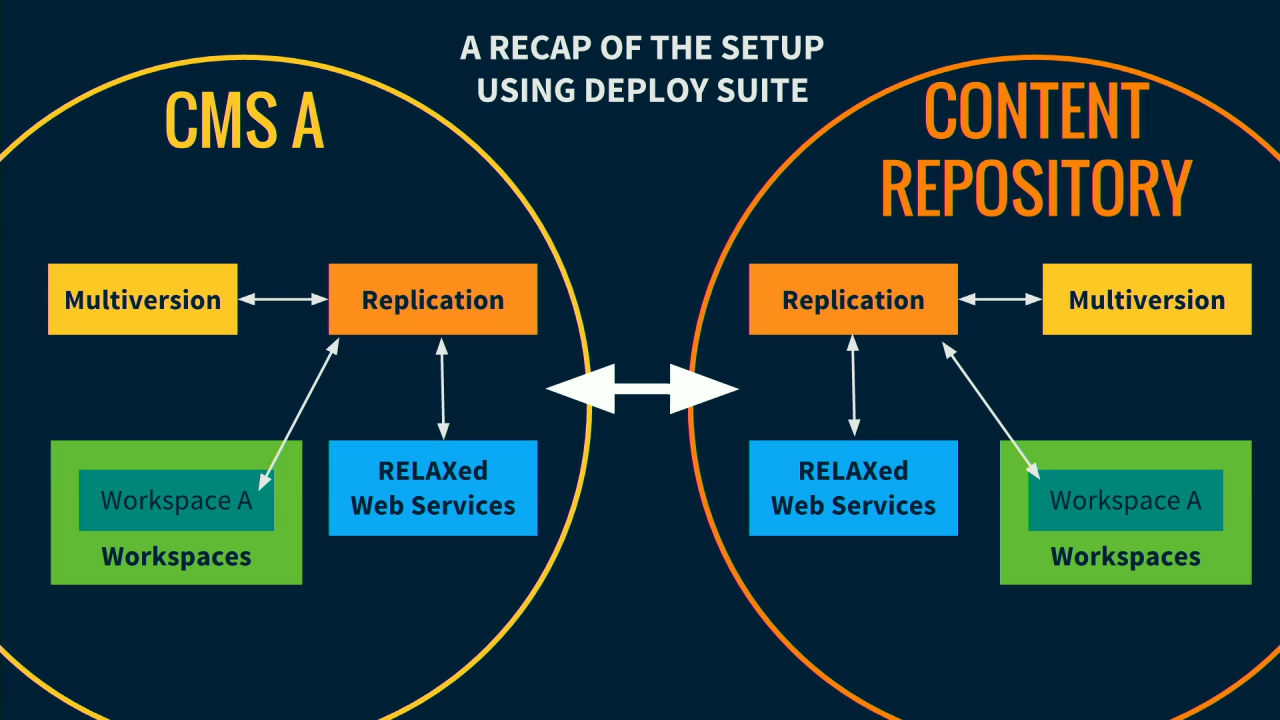 A RECAP OF THE SETUP
USING DEPLOY SUITE
CMS A
Multiversion
Replication
Workspace A
Workspaces
RELAXed
Web Services
CONTENT
REPOSITORY
Replication
Multiversion
RELAXed
Web Services
Workspace A
Workspaces